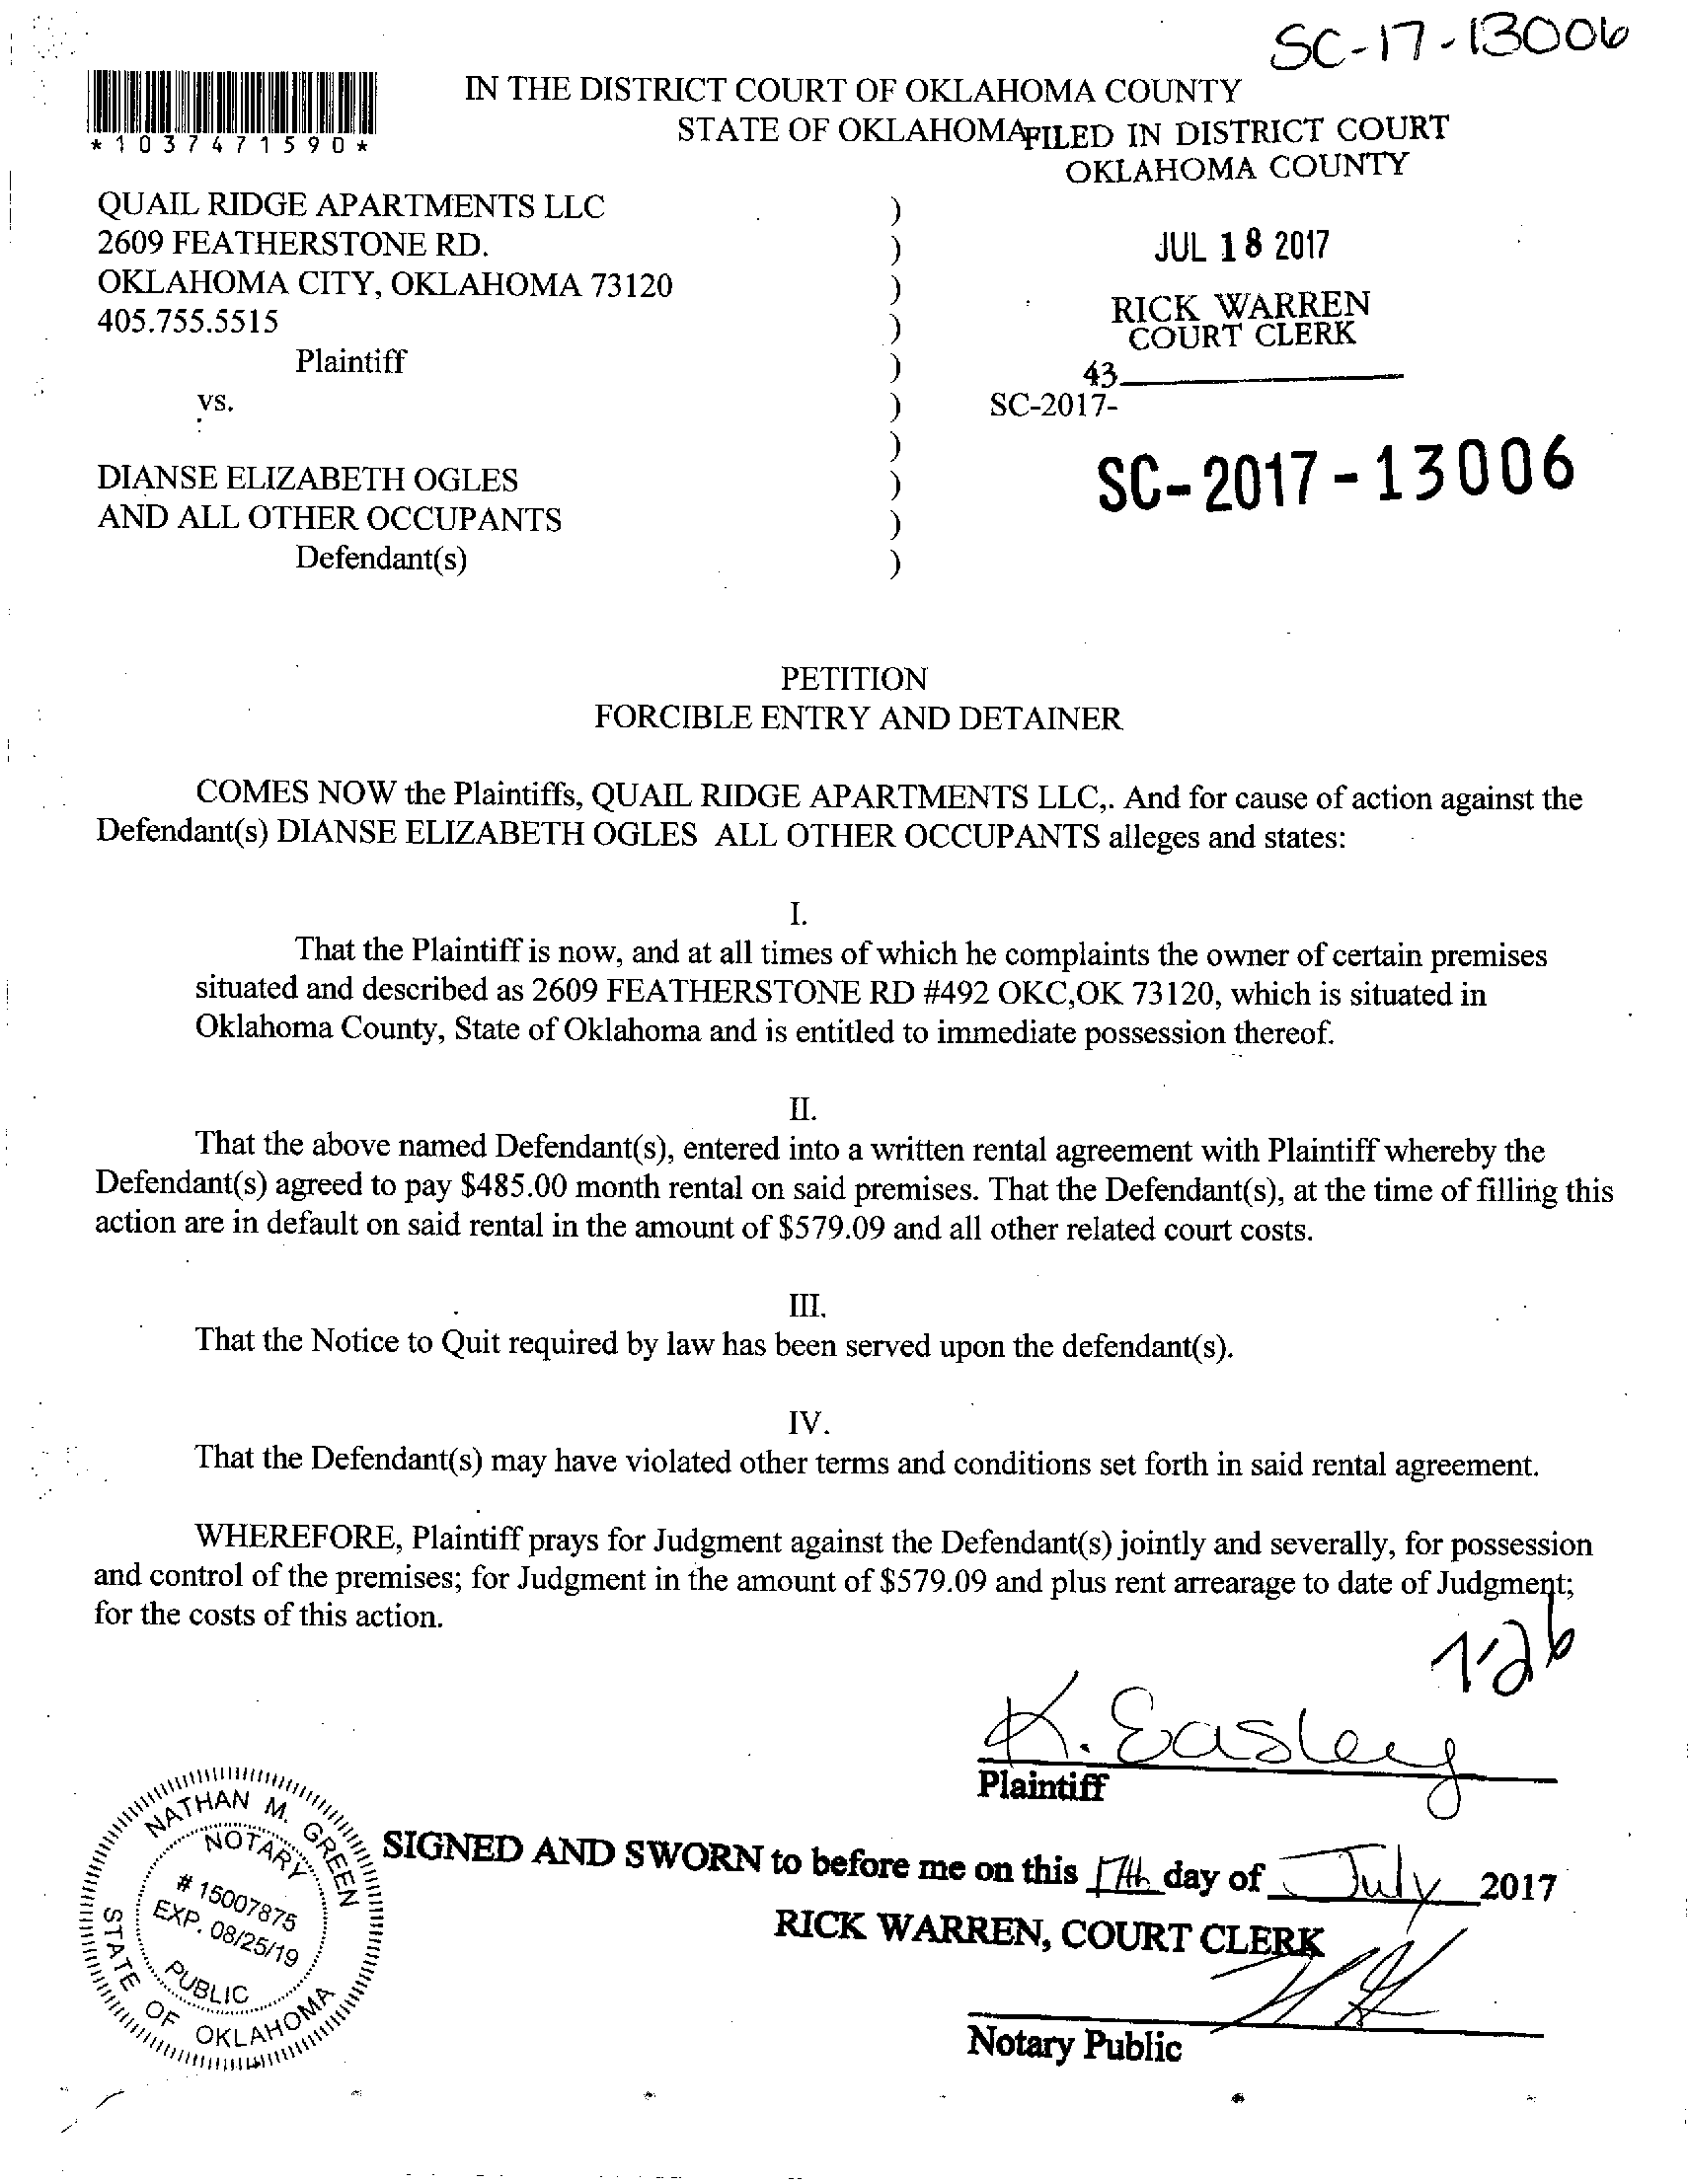 SC-17-13006
*1037471590*
IN THE DISTRICT COURT OF OKLAHOMA COUNTY
STATE OF OKLAHOMA
FILED IN DISTRICT COURT
OKLAHOMA COUNTY
QUAIL RIDGE APARTMENTS LLC )
2609 FEATHERSTONE RD. )
JUL 18 2017
OKLAHOMA CITY, OKLAHOMA 73120 )
RICK WARREN
405.755.5515 )
COURT CLERK
Plaintiff )
43
vs. ) SC-2017-
)
DIANSE ELIZABETH OGLES )
SC-2017-13006
AND ALL OTHER OCCUPANTS )
Defendant(s) )
PETITION
FORCIBLE ENTRY AND DETAINER
COMES NOW the Plaintiffs, QUAIL RIDGE APARTMENTS LLC,. And for cause of action against the
Defendant(s) DIANSE ELIZABETH OGLES ALL OTHER OCCUPANTS alleges and states:
I.
That the Plaintiff is now, and at all times of which he complaints the owner of certain premises
situated and described as 2609 FEATHERSTONE RD #492 OKC,OK 73120, which is situated in
Oklahoma County, State of Oklahoma and is entitled to immediate possession thereof.
II.
That the above named Defendant(s), entered into a written rental agreement with Plaintiff whereby the
Defendant(s) agreed to pay $485.00 month rental on said premises. That the Defendant(s), at the time of filling this
action are in default on said rental in the amount of $579.09 and all other related court costs.
III.
That the Notice to Quit required by law has been served upon the defendant(s).
IV.
That the Defendant(s) may have violated other terms and conditions set forth in said rental agreement.
WHEREFORE, Plaintiff prays for Judgment against the Defendant(s) jointly and severally, for possession
and control of the premises; for Judgment in the amount of $579.09 and plus rent arrearage to date of Judgment;
for the costs of this action.
7-26
K. Easley
Plaintiff
NATHAN M. GREEN
NOTARY
# 15007875
EXP. 08/25/19
PUBLIC
STATE OF OKLAHOMA
SIGNED AND SWORN to before me on this 17th day of July 2017
RICK WARREN, COURT CLERK
Notary Public